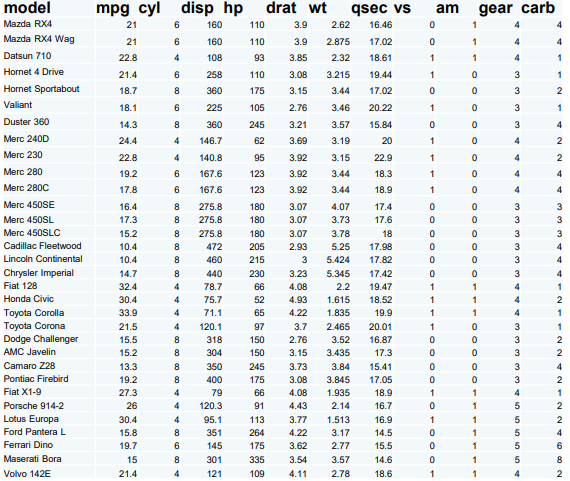 model mpg cyl disp hp drat wt qsec vs am gear carb
Mazda RX4 21 6 160 110 3.9 2.62 16.46 0 1 4 4
Mazda RX4 Wag 21 6 160 110 3.9 2.875 17.02 0 1 4 4
Datsun 710 22.8 4 108 93 3.85 2.32 18.61 1 1 4 1
Hornet 4 Drive 21.4 6 258 110 3.08 3.215 19.44 1 0 3 1
Hornet Sportabout 18.7 8 360 175 3.15 3.44 17.02 0 0 3 2
Valiant 18.1 6 225 105 2.76 3.46 20.22 1 0 3 1
Duster 360 14.3 8 360 245 3.21 3.57 15.84 0 0 3 4
Merc 240D 24.4 4 146.7 62 3.69 3.19 20 1 0 4 2
Merc 230 22.8 4 140.8 95 3.92 3.15 22.9 1 0 4 2
Merc 280 19.2 6 167.6 123 3.92 3.44 18.3 1 0 4 4
Merc 280C 17.8 6 167.6 123 3.92 3.44 18.9 1 0 4 4
Merc 450SE 16.4 8 275.8 180 3.07 4.07 17.4 0 0 3 3
Merc 450SL 17.3 8 275.8 180 3.07 3.73 17.6 0 0 3 3
Merc 450SLC 15.2 8 275.8 180 3.07 3.78 18 0 0 3 3
Cadillac Fleetwood 10.4 8 472 205 2.93 5.25 17.98 0 0 3 4
Lincoln Continental 10.4 8 460 215 3 5.424 17.82 0 0 3 4
Chrysler Imperial 14.7 8 440 230 3.23 5.345 17.42 0 0 3 4
Fiat 128 32.4 4 78.7 66 4.08 2.2 19.47 1 1 4 1
Honda Civic 30.4 4 75.7 52 4.93 1.615 18.52 1 1 4 2
Toyota Corolla 33.9 4 71.1 65 4.22 1.835 19.9 1 1 4 1
Toyota Corona 21.5 4 120.1 97 3.7 2.465 20.01 1 0 3 1
Dodge Challenger 15.5 8 318 150 2.76 3.52 16.87 0 0 3 2
AMC Javelin 15.2 8 304 150 3.15 3.435 17.3 0 0 3 2
Camaro Z28 13.3 8 350 245 3.73 3.84 15.41 0 0 3 4
Pontiac Firebird 19.2 8 400 175 3.08 3.845 17.05 0 0 3 2
Fiat X1-9 27.3 4 79 66 4.08 1.935 18.9 1 1 4 1
Porsche 914-2 26 4 120.3 91 4.43 2.14 16.7 0 1 5 2
Lotus Europa 30.4 4 95.1 113 3.77 1.513 16.9 1 1 5 2
Ford Pantera L 15.8 8 351 264 4.22 3.17 14.5 0 1 5 4
Ferrari Dino 19.7 6 145 175 3.62 2.77 15.5 0 1 5 6
Maserati Bora 15 8 301 335 3.54 3.57 14.6 0 1 5 8
Volvo 142E 21.4 4 121 109 4.11 2.78 18.6 1 1 4 2